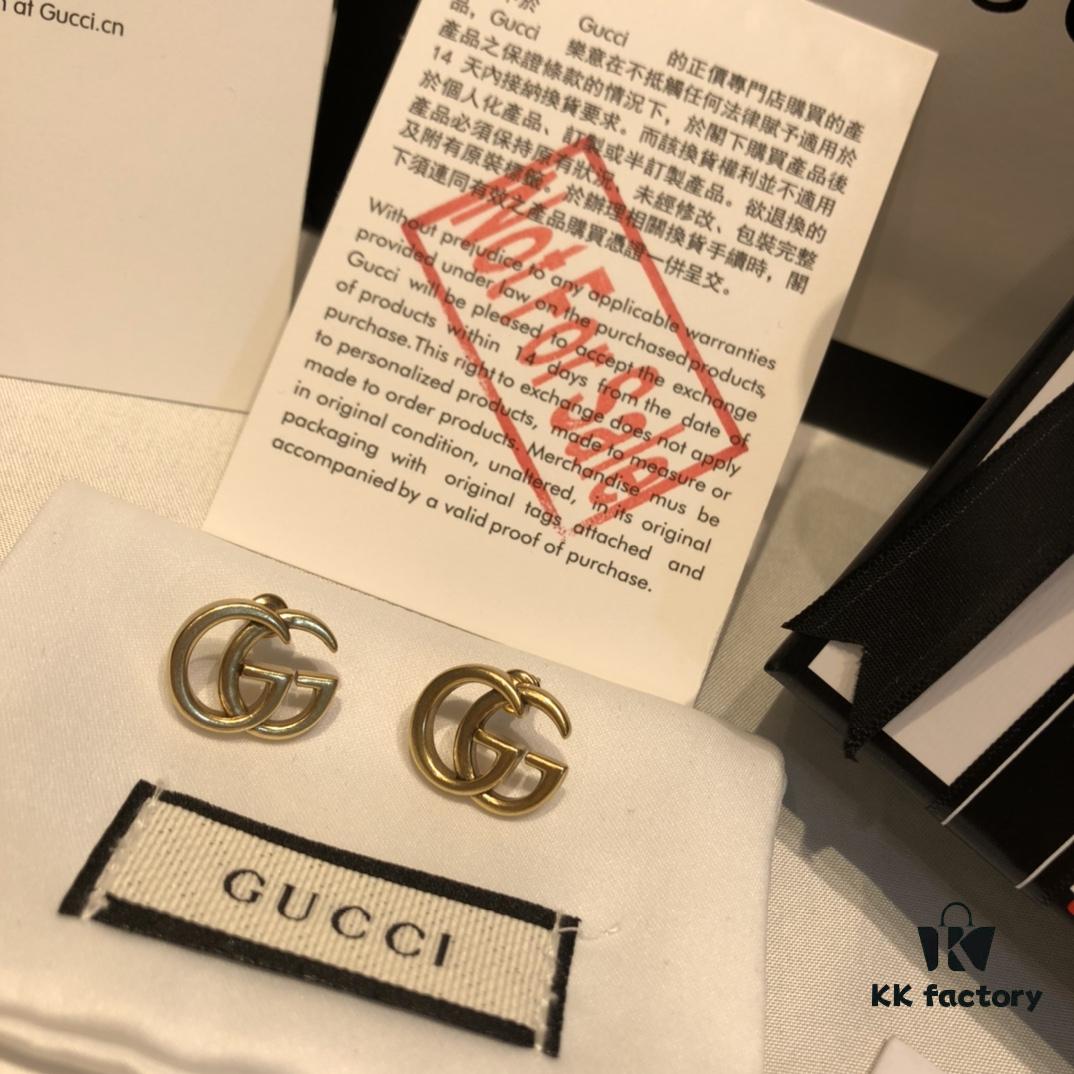 at Gucci.cn
Gucci
品，Gucci 樂意在不抵觸任何法律賦予適用於
的正價專門店購買的產
產品之保證條款的情況下，於閣下購買產品後
14 天內接納換貨要求。而該換貨權利並不適用
於個人化產品、訂製或半訂製產品。欲退換的
產品必須保持原有狀況，未經修改、包裝完整
及附有原裝標籤。於辦理相關換貨手續時，閣
下須連同有效之產品購買憑證一併呈交。
Without prejudice to any applicable warranties
provided under law on the purchased products,
Gucci will be pleased to accept the exchange
of products within 14 days from the date of
purchase. This right to exchange does not apply
to personalized products, made to measure or
made to order products. Merchandise mus be
in original condition, unaltered, in its original
packaging with original tags attached and
accompanied by a valid proof of purchase.
Not For Sale
GUCCI
KK factory